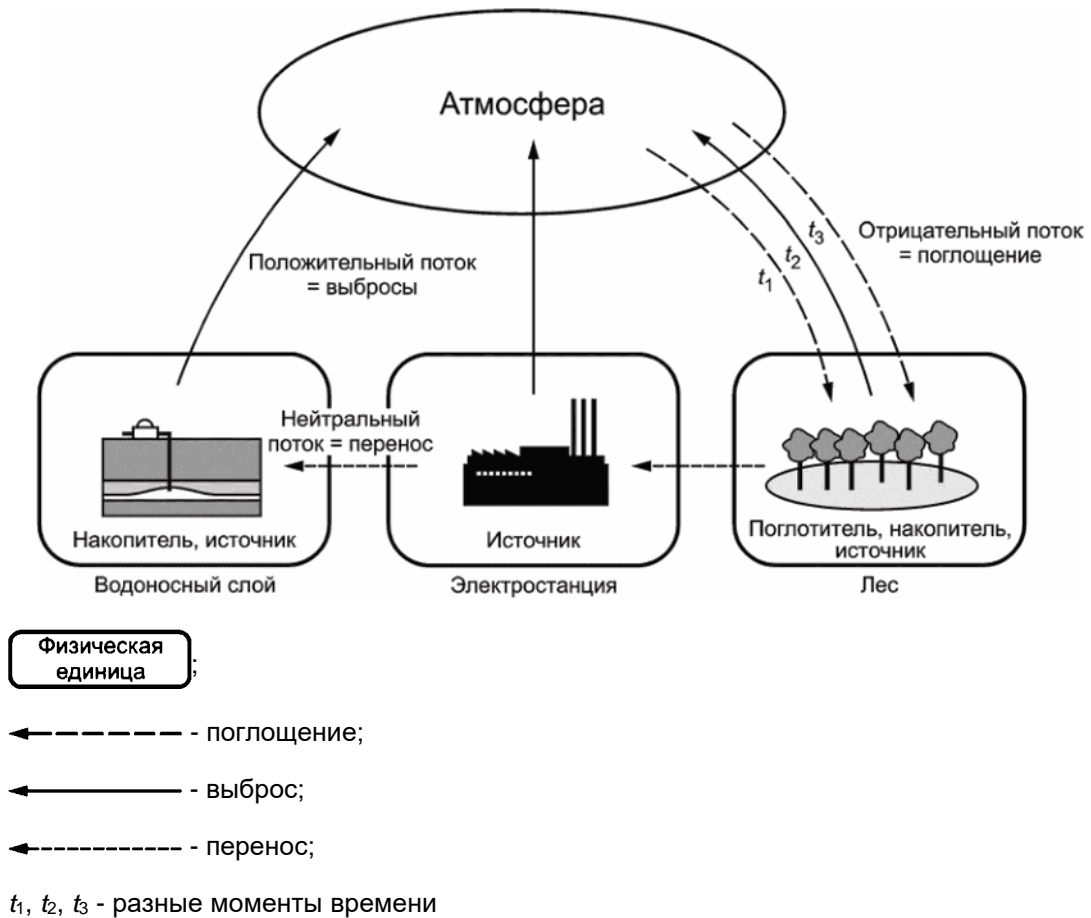 Атмосфера
Отрицательный поток
= поглощение
t3
t2
t1
Положительный поток
= выбросы
Нейтральный
поток = перенос
Накопитель, источник
Водоносный слой
Источник
Электростанция
Поглотитель, накопитель,
источник
Лес
Физическая
единица ;
- поглощение;
- выброс;
- перенос;
t1, t2, t3 - разные моменты времени